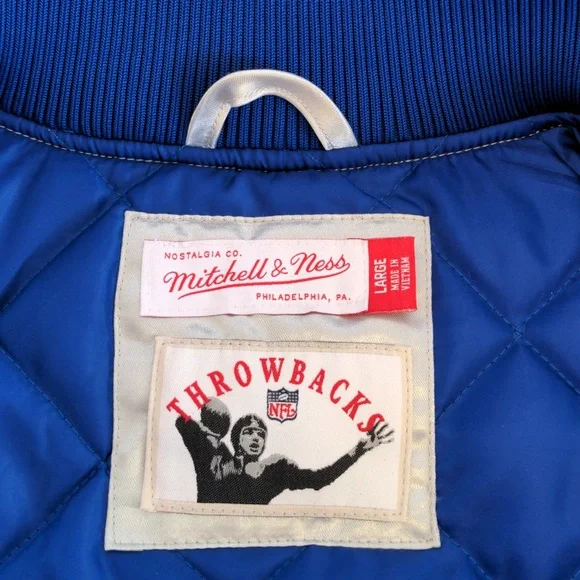 NOSTALGIA CO.
Mitchell & Ness
PHILADELPHIA, PA.
LARGE
MADE IN
VIETNAM
THROWBACKS
NFL